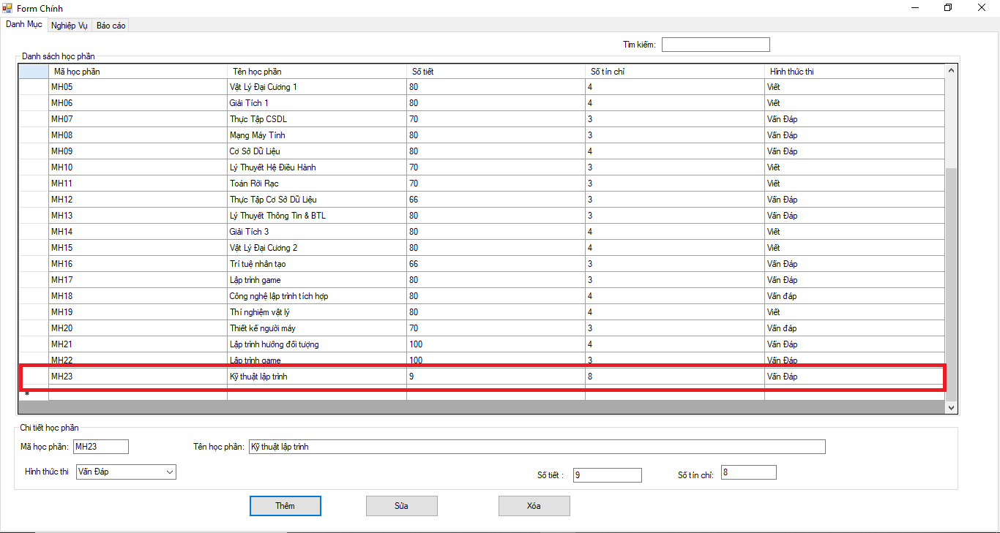 Form Chính
Danh Mục Nghiệp Vụ Báo cáo
Tìm kiếm:
Danh sách học phần
Mã học phần Tên học phần Số tiết Số tín chỉ Hình thức thi
MH05 Vật Lý Đại Cương 1 80 4 Viết
MH06 Giải Tích 1 80 4 Viết
MH07 Thực Tập CSDL 70 3 Vấn Đáp
MH08 Mạng Máy Tính 80 3 Vấn Đáp
MH09 Cơ Sở Dữ Liệu 80 4 Vấn Đáp
MH10 Lý Thuyết Hệ Điều Hành 70 3 Viết
MH11 Toán Rời Rạc 70 3 Viết
MH12 Thực Tập Cơ Sở Dữ Liệu 66 3 Vấn Đáp
MH13 Lý Thuyết Thông Tin & BTL 80 3 Vấn Đáp
MH14 Giải Tích 3 80 4 Viết
MH15 Vật Lý Đại Cương 2 80 4 Viết
MH16 Trí tuệ nhân tạo 66 3 Vấn Đáp
MH17 Lập trình game 80 3 Vấn Đáp
MH18 Công nghệ lập trình tích hợp 80 4 Vấn đáp
MH19 Thí nghiệm vật lý 80 4 Viết
MH20 Thiết kế người máy 70 3 Vấn đáp
MH21 Lập trình hướng đối tượng 100 4 Vấn Đáp
MH22 Lập trình game 100 3 Vấn Đáp
MH23 Kỹ thuật lập trình 9 8 Vấn Đáp
Chi tiết học phần
Mã học phần: MH23 Tên học phần: Kỹ thuật lập trình
Hình thức thi Vấn Đáp Số tiết : 9 Số tín chỉ: 8
Thêm Sửa Xóa